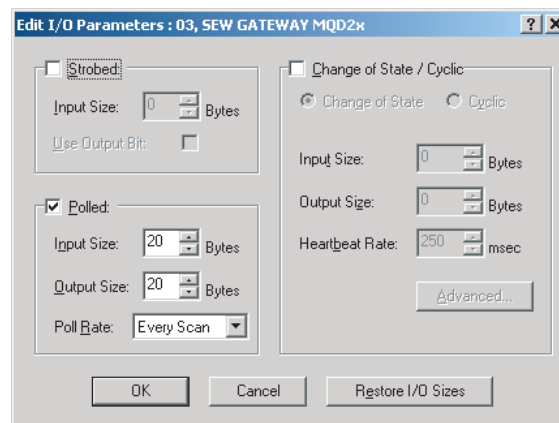 Edit I/O Parameters : 03, SEW GATEWAY MQD2x
Strobed:
Input Size: 0 Bytes
Use Output Bit:
Polled:
Input Size: 20 Bytes
Output Size: 20 Bytes
Poll Rate: Every Scan
Change of State / Cyclic
Change of State Cyclic
Input Size: 0 Bytes
Output Size: 0 Bytes
Heartbeat Rate: 250 msec
Advanced...
OK Cancel Restore I/O Sizes